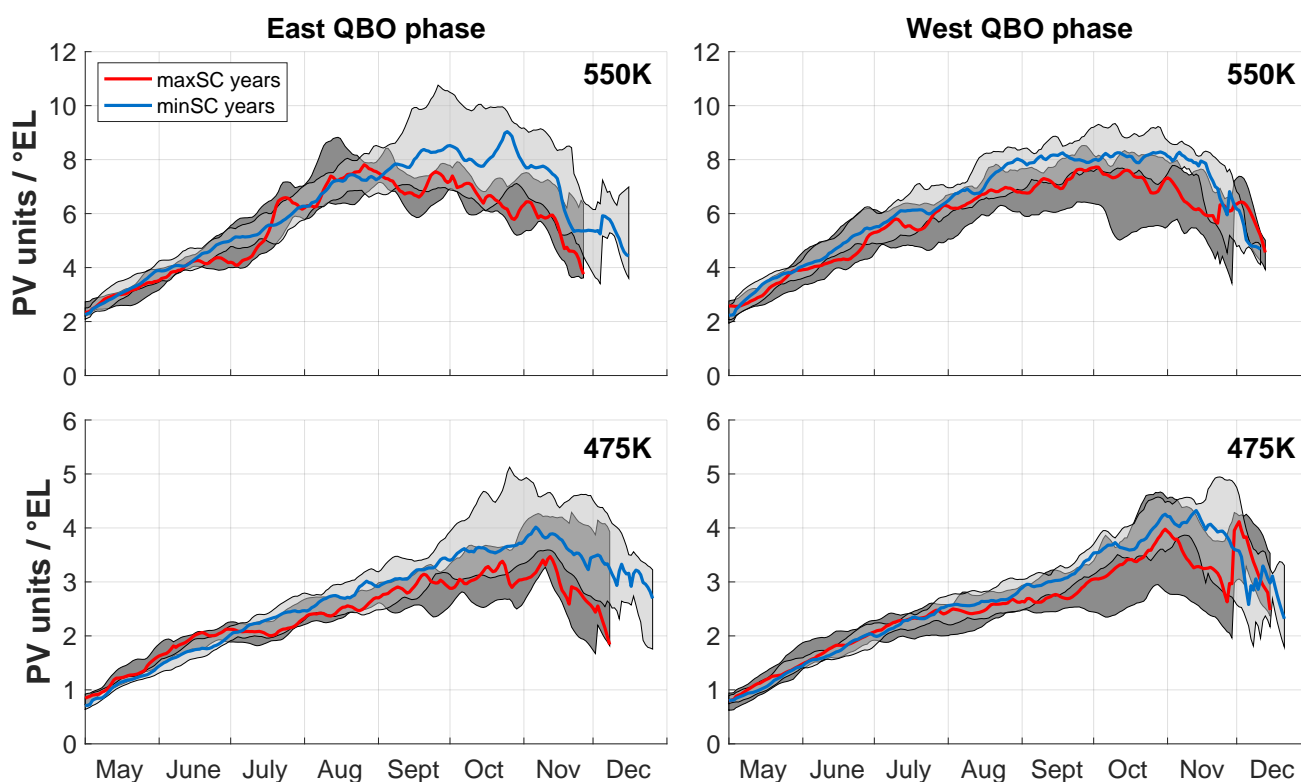 East QBO phase
West QBO phase
12
10
8
6
4
2
0
PV units / °EL
maxSC years
minSC years
550K
12
10
8
6
4
2
0
550K
6
5
4
3
2
1
0
PV units / °EL
475K
May June July Aug Sept Oct Nov Dec
6
5
4
3
2
1
0
475K
May June July Aug Sept Oct Nov Dec